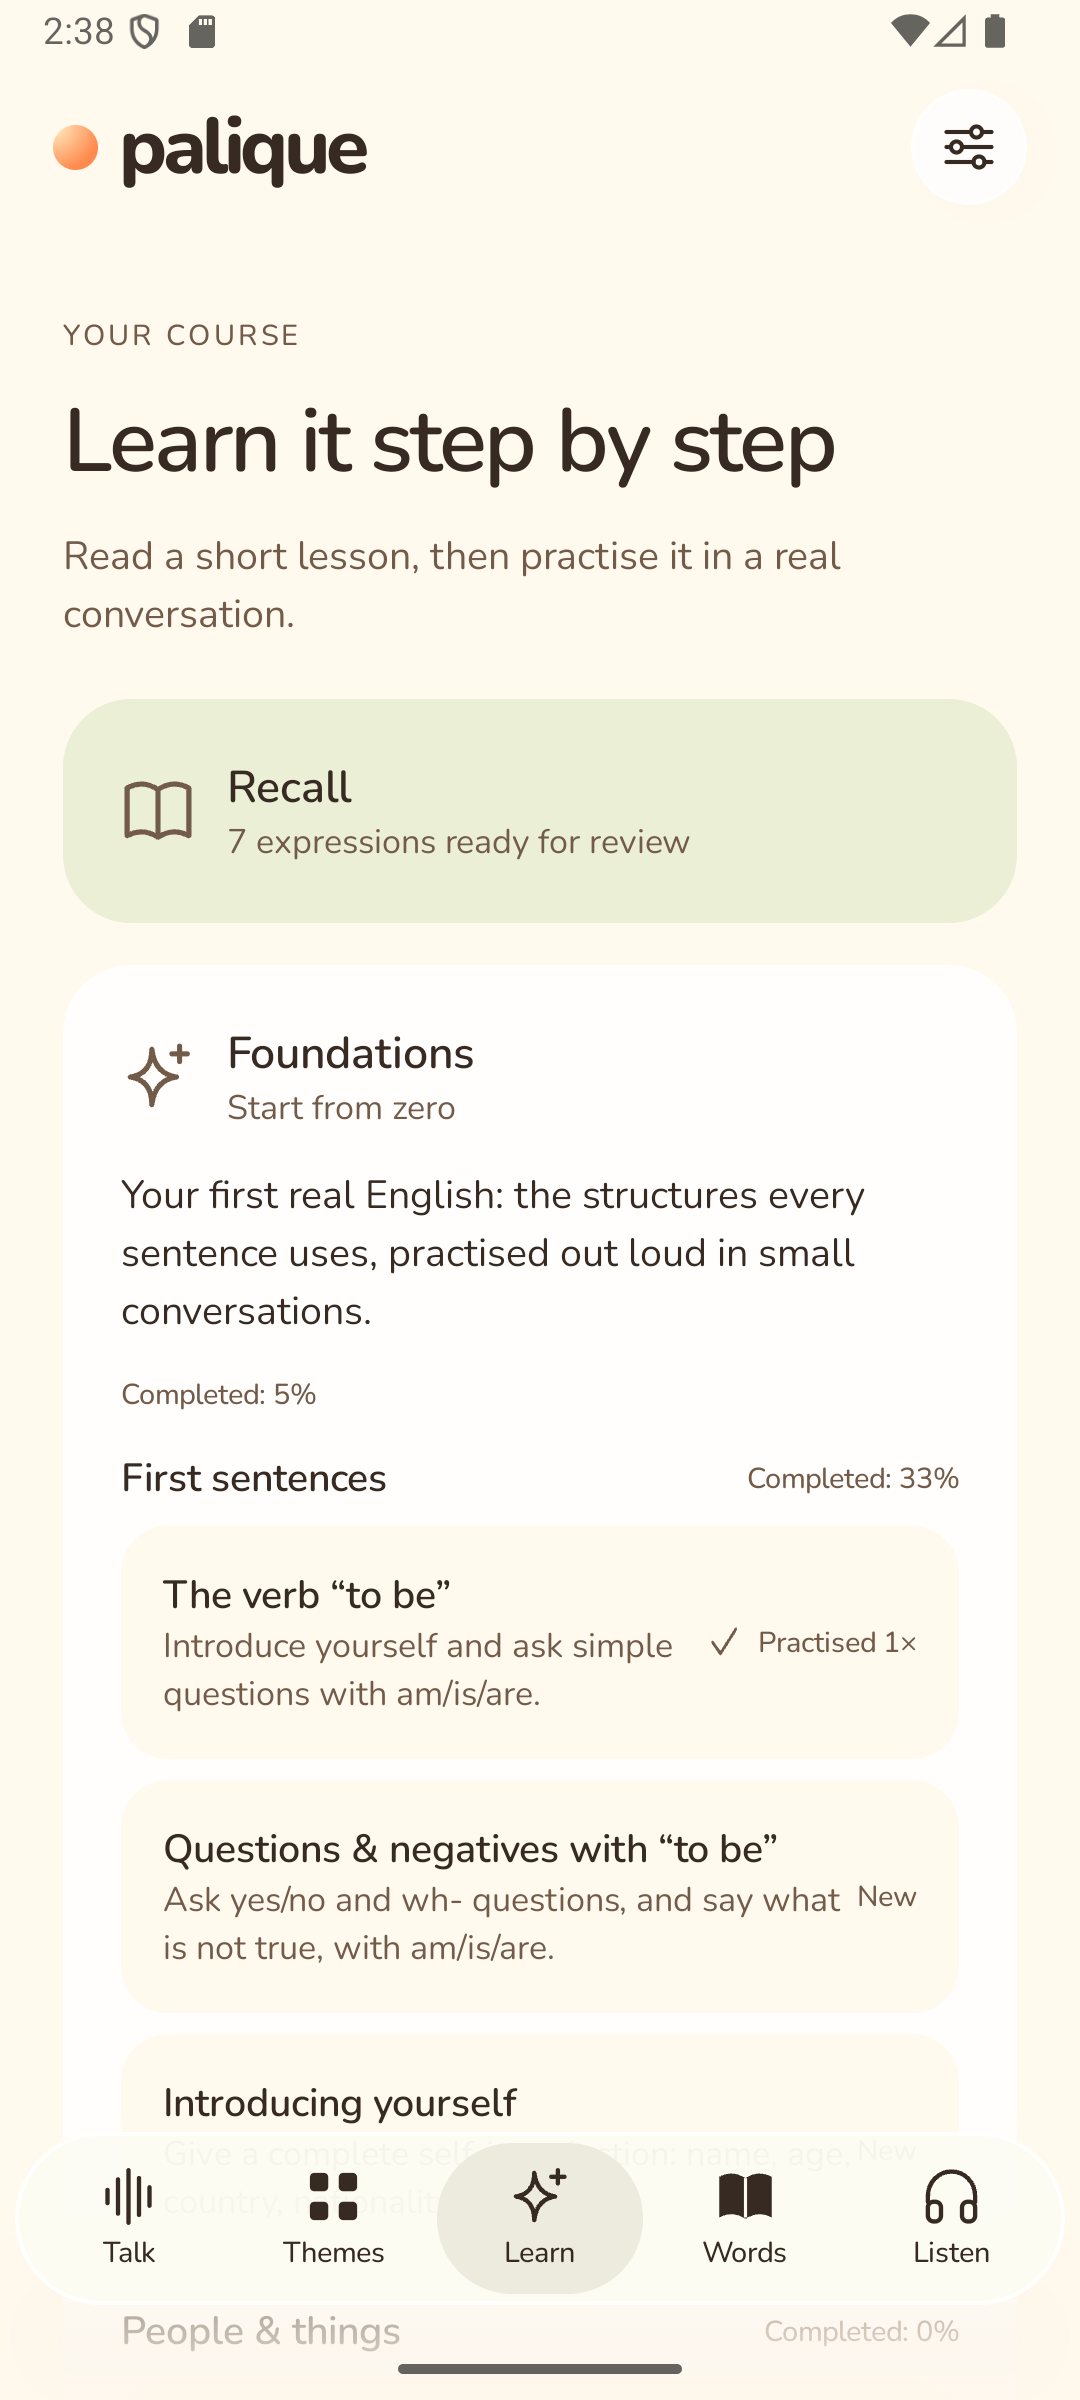 2:38
palique
YOUR COURSE
Learn it step by step
Read a short lesson, then practise it in a real
conversation.
Recall
7 expressions ready for review
Foundations
Start from zero
Your first real English: the structures every
sentence uses, practised out loud in small
conversations.
Completed: 5%
First sentences
Completed: 33%
The verb “to be”
Introduce yourself and ask simple
questions with am/is/are.
Practised 1×
Questions & negatives with “to be”
Ask yes/no and wh- questions, and say what
is not true, with am/is/are.
New
Introducing yourself
Give a complete name, age,
New
country,
Talk
Themes
Learn
Words
Listen
People & things
Completed: 0%